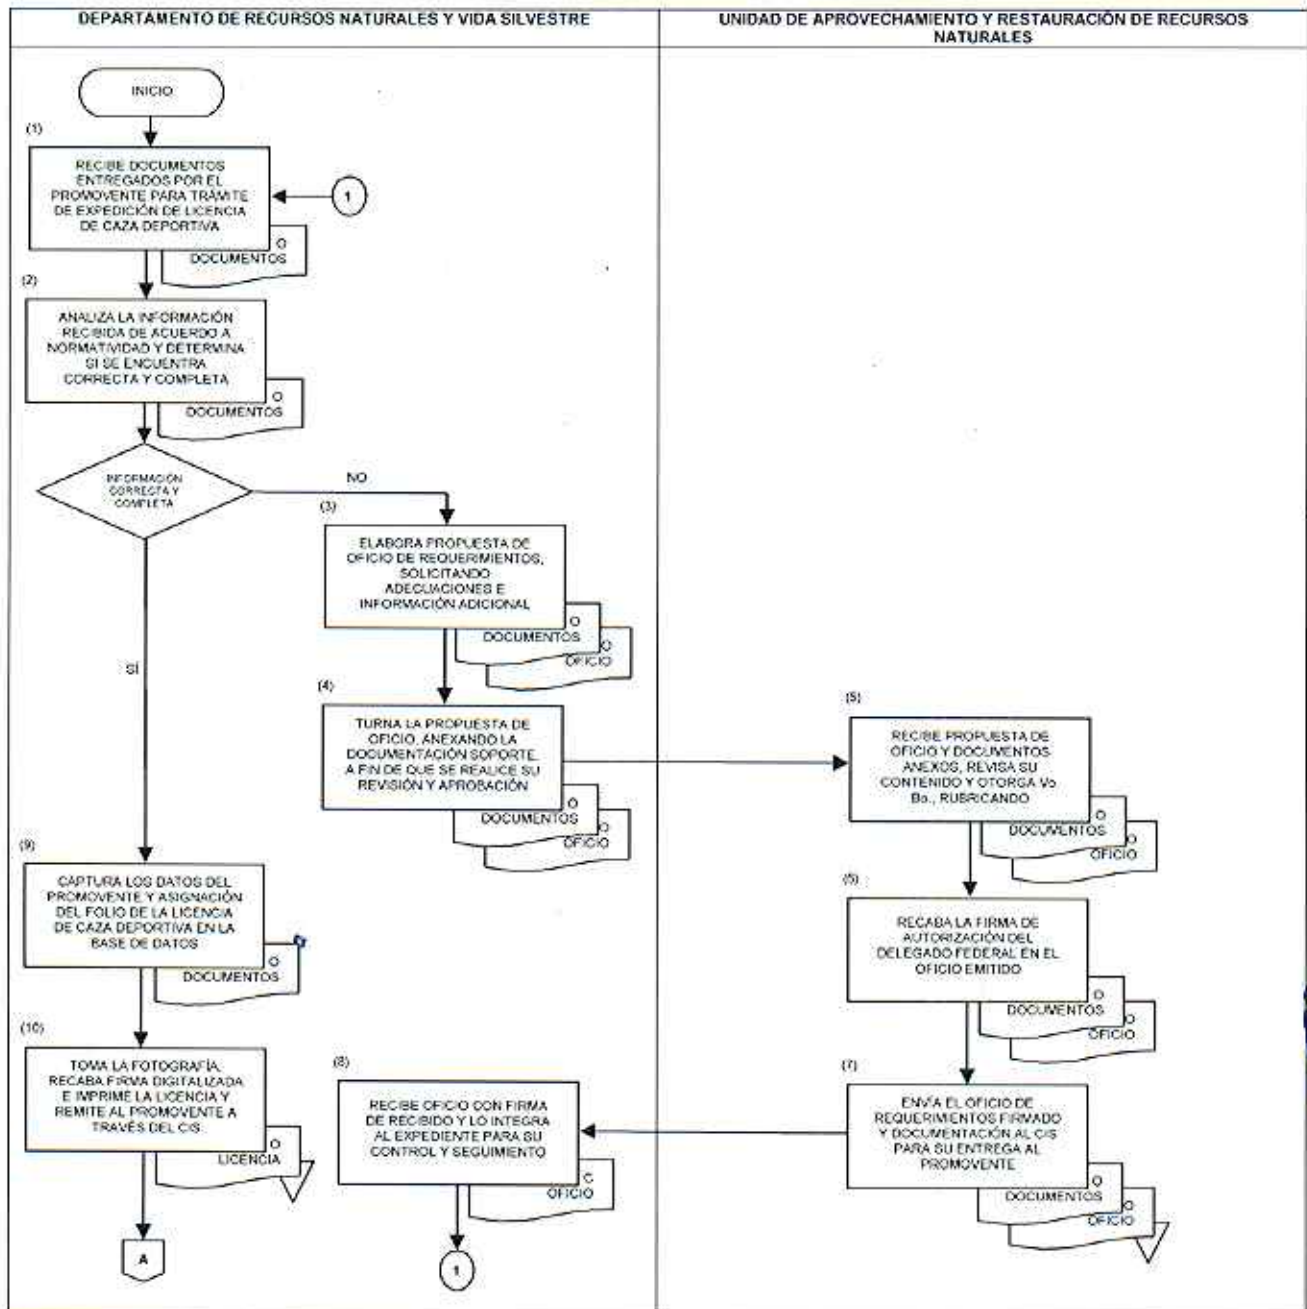 DEPARTAMENTO DE RECURSOS NATURALES Y VIDA SILVESTRE
UNIDAD DE APROVECHAMIENTO Y RESTAURACIÓN DE RECURSOS
NATURALES
INICIO
(1)
RECIBE DOCUMENTOS
ENTREGADOS POR EL
PROMOVENTE PARA TRÁMITE
DE EXPEDICIÓN DE LICENCIA
DE CAZA DEPORTIVA
1
O
DOCUMENTOS
(2)
ANALIZA LA INFORMACIÓN
RECIBIDA DE ACUERDO A
NORMATIVIDAD Y DETERMINA
SI SE ENCUENTRA
CORRECTA Y COMPLETA
O
DOCUMENTOS
INFORMACIÓN
CORRECTA Y
COMPLETA
NO
SÍ
(3)
ELABORA PROPUESTA DE
OFICIO DE REQUERIMIENTOS,
SOLICITANDO
ADECUACIONES E
INFORMACIÓN ADICIONAL
O
DOCUMENTOS
O
OFICIO
(4)
TURNA LA PROPUESTA DE
OFICIO, ANEXANDO LA
DOCUMENTACIÓN SOPORTE,
A FIN DE QUE SE REALICE SU
REVISIÓN Y APROBACIÓN
O
DOCUMENTOS
O
OFICIO
(5)
RECIBE PROPUESTA DE
OFICIO Y DOCUMENTOS
ANEXOS, REVISA SU
CONTENIDO Y OTORGA Vo.
Bo., RUBRICANDO
O
DOCUMENTOS
O
OFICIO
(6)
RECABA LA FIRMA DE
AUTORIZACIÓN DEL
DELEGADO FEDERAL EN EL
OFICIO EMITIDO
O
DOCUMENTOS
O
OFICIO
(7)
ENVÍA EL OFICIO DE
REQUERIMIENTOS FIRMADO
Y DOCUMENTACIÓN AL CIS
PARA SU ENTREGA AL
PROMOVENTE
O
DOCUMENTOS
O
OFICIO
(8)
RECIBE OFICIO CON FIRMA
DE RECIBIDO Y LO INTEGRA
AL EXPEDIENTE PARA SU
CONTROL Y SEGUIMIENTO
C
OFICIO
1
(9)
CAPTURA LOS DATOS DEL
PROMOVENTE Y ASIGNACIÓN
DEL FOLIO DE LA LICENCIA
DE CAZA DEPORTIVA EN LA
BASE DE DATOS
O
DOCUMENTOS
(10)
TOMA LA FOTOGRAFÍA,
RECABA FIRMA DIGITALIZADA
E IMPRIME LA LICENCIA Y
REMITE AL PROMOVENTE A
TRAVÉS DEL CIS
O
LICENCIA
A